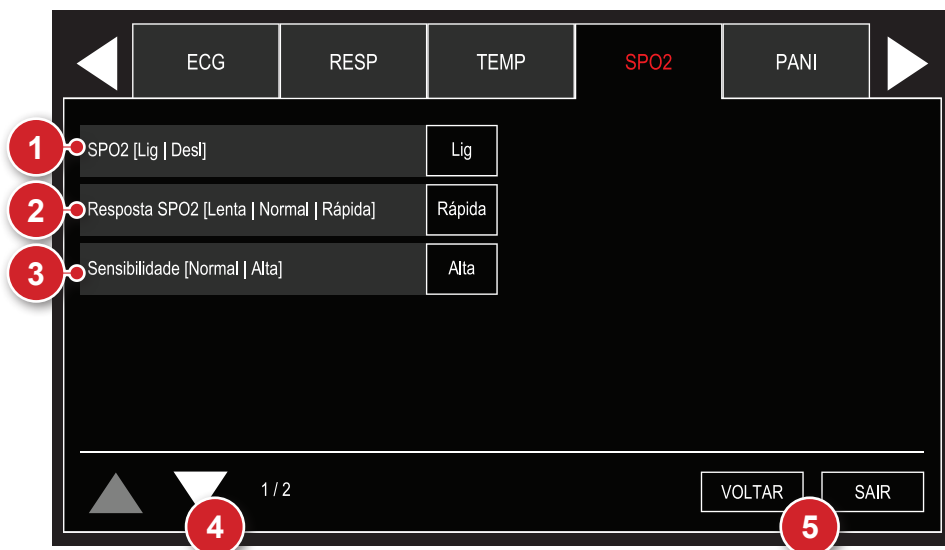 ECG RESP TEMP SPO2 PANI
1 SPO2 [Lig | Desl] Lig
2 Resposta SPO2 [Lenta | Normal | Rápida] Rápida
3 Sensibilidade [Normal | Alta] Alta
1 / 2 VOLTAR SAIR
4 5